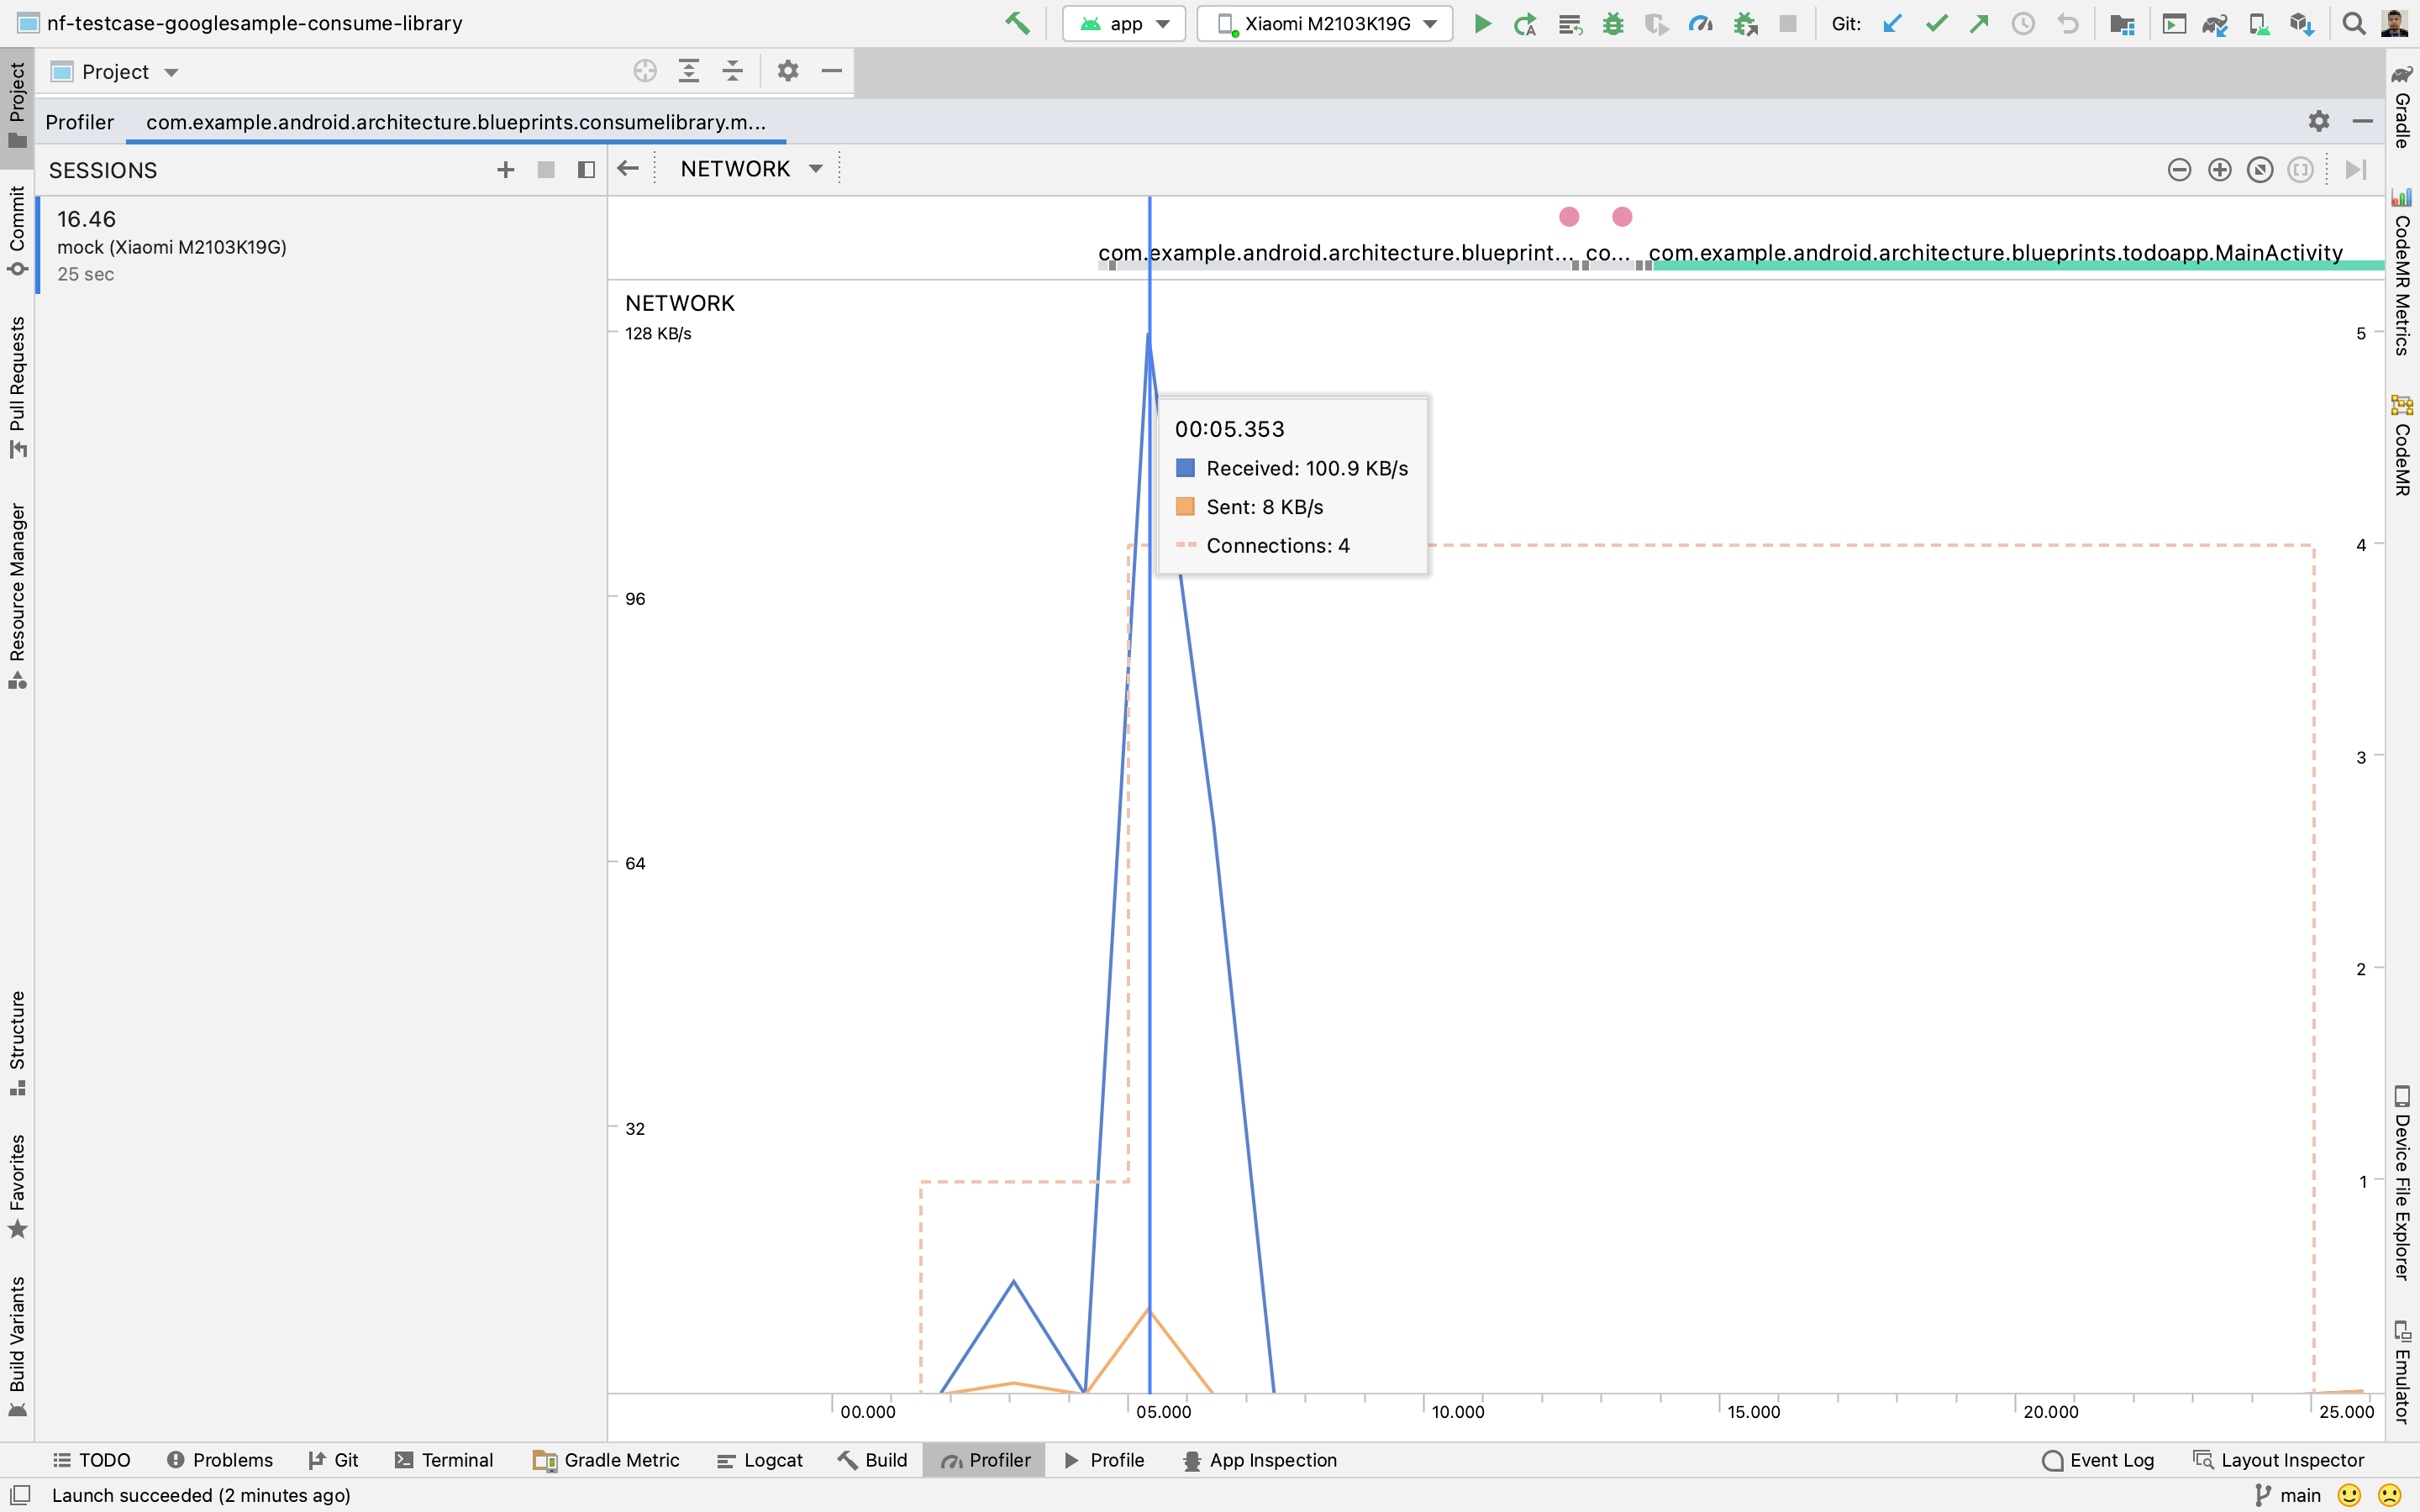 nf-testcase-googlesample-consume-library
app
Xiaomi M2103K19G
Git:
Project
Profiler
com.example.android.architecture.blueprints.consumelibrary.m...
SESSIONS
NETWORK
16.46
mock (Xiaomi M2103K19G)
25 sec
com.example.android.architecture.blueprint...
co...
com.example.android.architecture.blueprints.todoapp.MainActivity
NETWORK
128 KB/s
96
64
32
5
4
3
2
1
00:05.353
Received: 100.9 KB/s
Sent: 8 KB/s
Connections: 4
00.000
05.000
10.000
15.000
20.000
25.000
Project
Commit
Pull Requests
Resource Manager
Structure
Favorites
Build Variants
Gradle
CodeMR Metrics
CodeMR
Device File Explorer
Emulator
TODO
Problems
Git
Terminal
Gradle Metric
Logcat
Build
Profiler
Profile
App Inspection
Event Log
Layout Inspector
Launch succeeded (2 minutes ago)
main